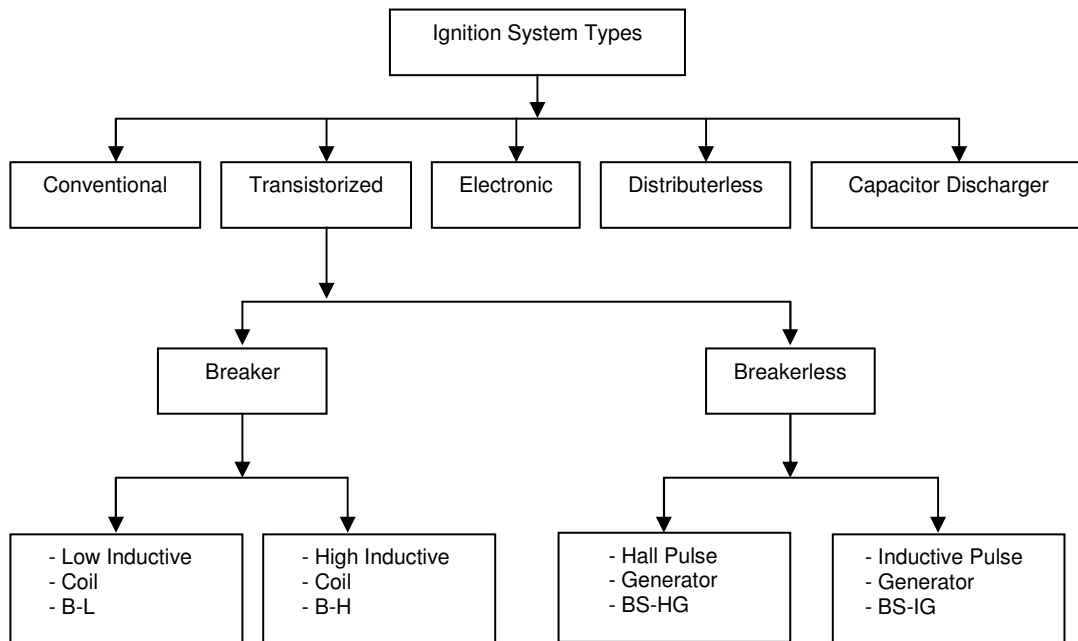 Ignition System Types
Conventional
Transistorized
Electronic
Distributerless
Capacitor Discharger
Breaker
Breakerless
- Low Inductive
- Coil
- B-L
- High Inductive
- Coil
- B-H
- Hall Pulse
- Generator
- BS-HG
- Inductive Pulse
- Generator
- BS-IG